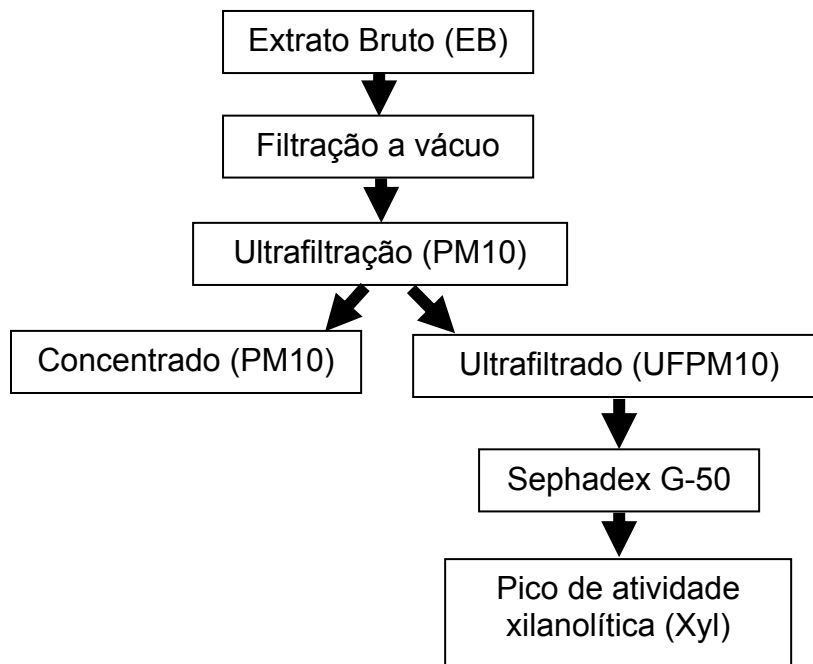 Extrato Bruto (EB)
Filtração a vácuo
Ultrafiltração (PM10)
Concentrado (PM10)
Ultrafiltrado (UFPM10)
Sephadex G-50
Pico de atividade
xilanolítica (Xyl)